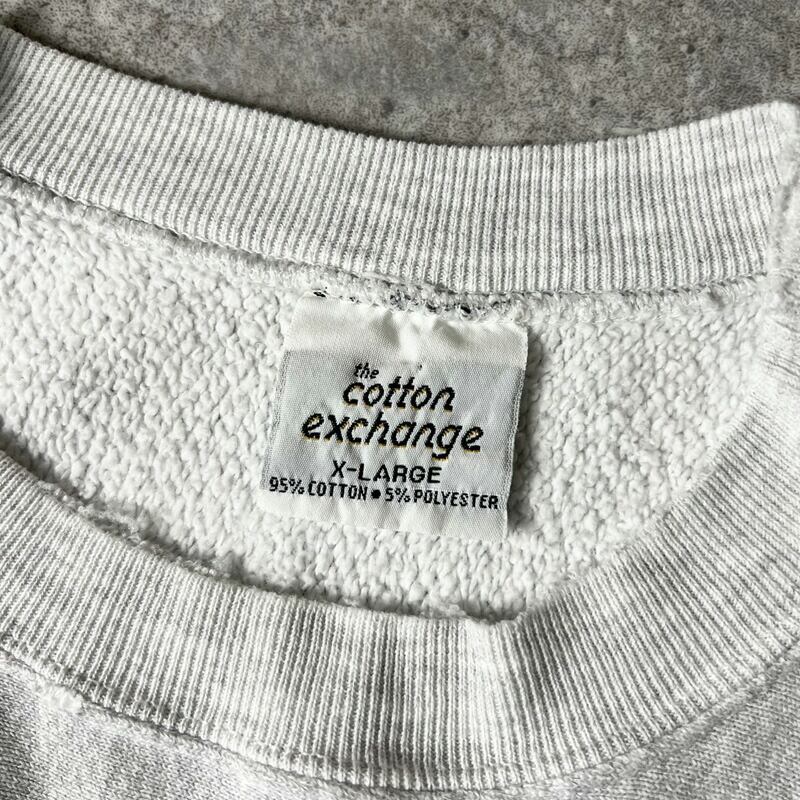 the
cotton
exchange
X-LARGE
95% COTTON ● 5% POLYESTER